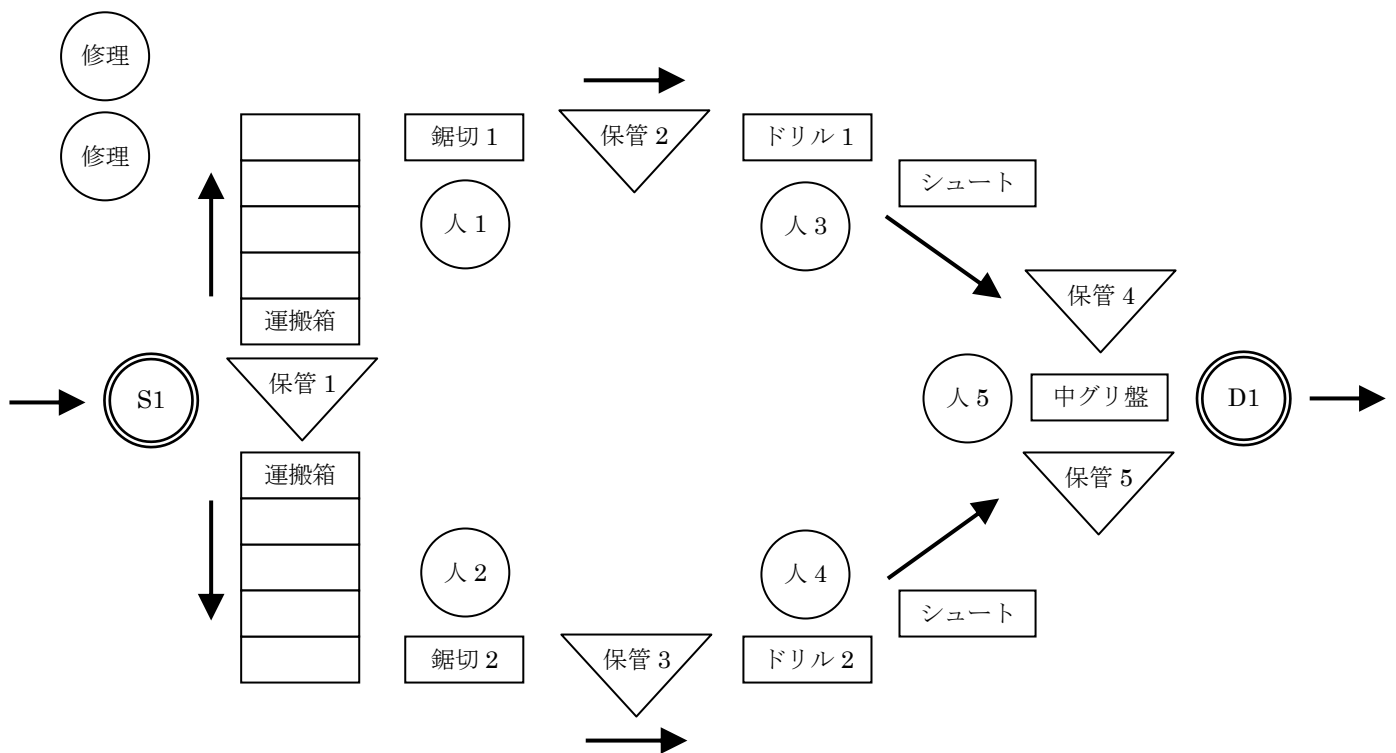 修理
修理
鋸切 1
保管 2
ドリル 1
シュート
人 1
人 3
運搬箱
保管 4
S1
保管 1
人 5
中グリ盤
D1
運搬箱
保管 5
人 2
人 4
シュート
鋸切 2
保管 3
ドリル 2